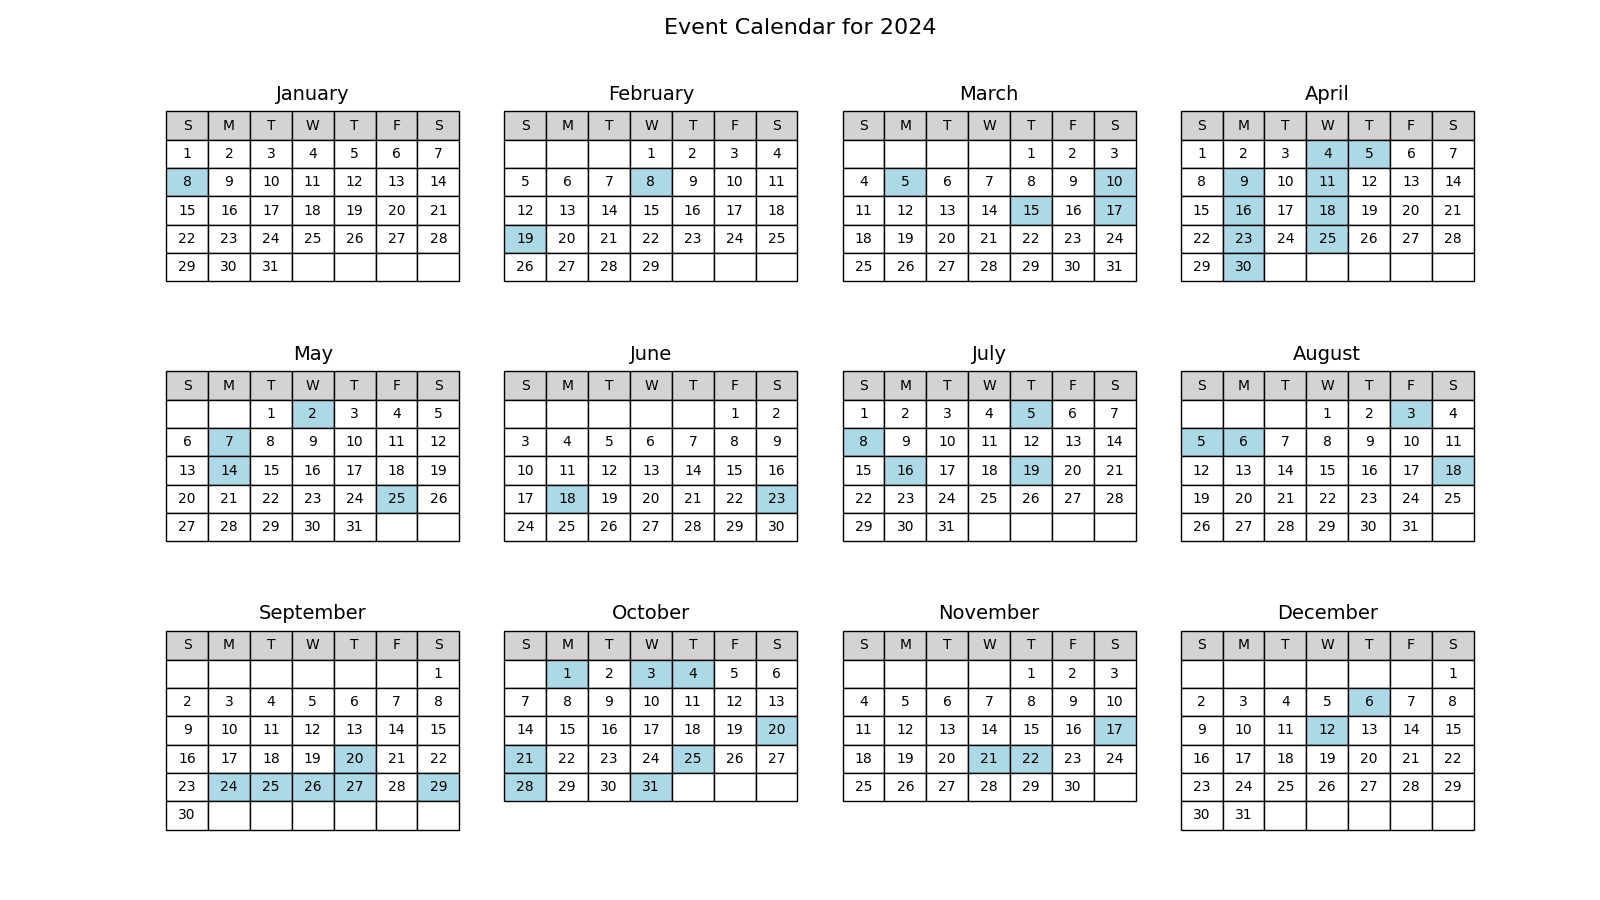 Event Calendar for 2024
January
S M T W T F S
1 2 3 4 5 6 7
8 9 10 11 12 13 14
15 16 17 18 19 20 21
22 23 24 25 26 27 28
29 30 31
February
S M T W T F S
1 2 3 4
5 6 7 8 9 10 11
12 13 14 15 16 17 18
19 20 21 22 23 24 25
26 27 28 29
March
S M T W T F S
1 2 3
4 5 6 7 8 9 10
11 12 13 14 15 16 17
18 19 20 21 22 23 24
25 26 27 28 29 30 31
April
S M T W T F S
1 2 3 4 5 6 7
8 9 10 11 12 13 14
15 16 17 18 19 20 21
22 23 24 25 26 27 28
29 30
May
S M T W T F S
1 2 3 4 5
6 7 8 9 10 11 12
13 14 15 16 17 18 19
20 21 22 23 24 25 26
27 28 29 30 31
June
S M T W T F S
1 2
3 4 5 6 7 8 9
10 11 12 13 14 15 16
17 18 19 20 21 22 23
24 25 26 27 28 29 30
July
S M T W T F S
1 2 3 4 5 6 7
8 9 10 11 12 13 14
15 16 17 18 19 20 21
22 23 24 25 26 27 28
29 30 31
August
S M T W T F S
1 2 3 4
5 6 7 8 9 10 11
12 13 14 15 16 17 18
19 20 21 22 23 24 25
26 27 28 29 30 31
September
S M T W T F S
1
2 3 4 5 6 7 8
9 10 11 12 13 14 15
16 17 18 19 20 21 22
23 24 25 26 27 28 29
30
October
S M T W T F S
1 2 3 4 5 6
7 8 9 10 11 12 13
14 15 16 17 18 19 20
21 22 23 24 25 26 27
28 29 30 31
November
S M T W T F S
1 2 3
4 5 6 7 8 9 10
11 12 13 14 15 16 17
18 19 20 21 22 23 24
25 26 27 28 29 30
December
S M T W T F S
1
2 3 4 5 6 7 8
9 10 11 12 13 14 15
16 17 18 19 20 21 22
23 24 25 26 27 28 29
30 31